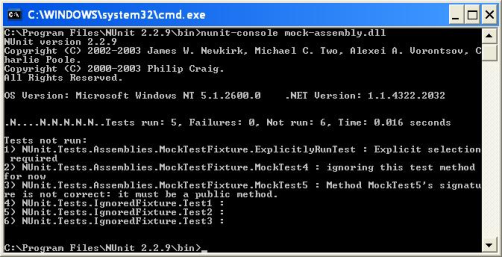 C:\WINDOWS\system32\cmd.exe
C:\Program Files\NUnit 2.2.9\bin>nunit-console mock-assembly.dll
NUnit version 2.2.9
Copyright (C) 2002-2003 James W. Newkirk, Michael C. Two, Alexei A. Vorontsov, C
harlie Poole.
Copyright (C) 2000-2003 Philip Craig.
All Rights Reserved.
OS Version: Microsoft Windows NT 5.1.2600.0    .NET Version: 1.1.4322.2032
.N....N.N.N.N..Tests run: 5, Failures: 0, Not run: 6, Time: 0.016 seconds
Tests not run:
1) NUnit.Tests.Assemblies.MockTestFixture.ExplicitlyRunTest : Explicit selection
 required
2) NUnit.Tests.Assemblies.MockTestFixture.MockTest4 : ignoring this test method
for now
3) NUnit.Tests.Assemblies.MockTestFixture.MockTest5 : Method MockTest5's signatu
re is not correct: it must be a public method.
4) NUnit.Tests.IgnoredFixture.Test1 :
5) NUnit.Tests.IgnoredFixture.Test2 :
6) NUnit.Tests.IgnoredFixture.Test3 :
C:\Program Files\NUnit 2.2.9\bin>_